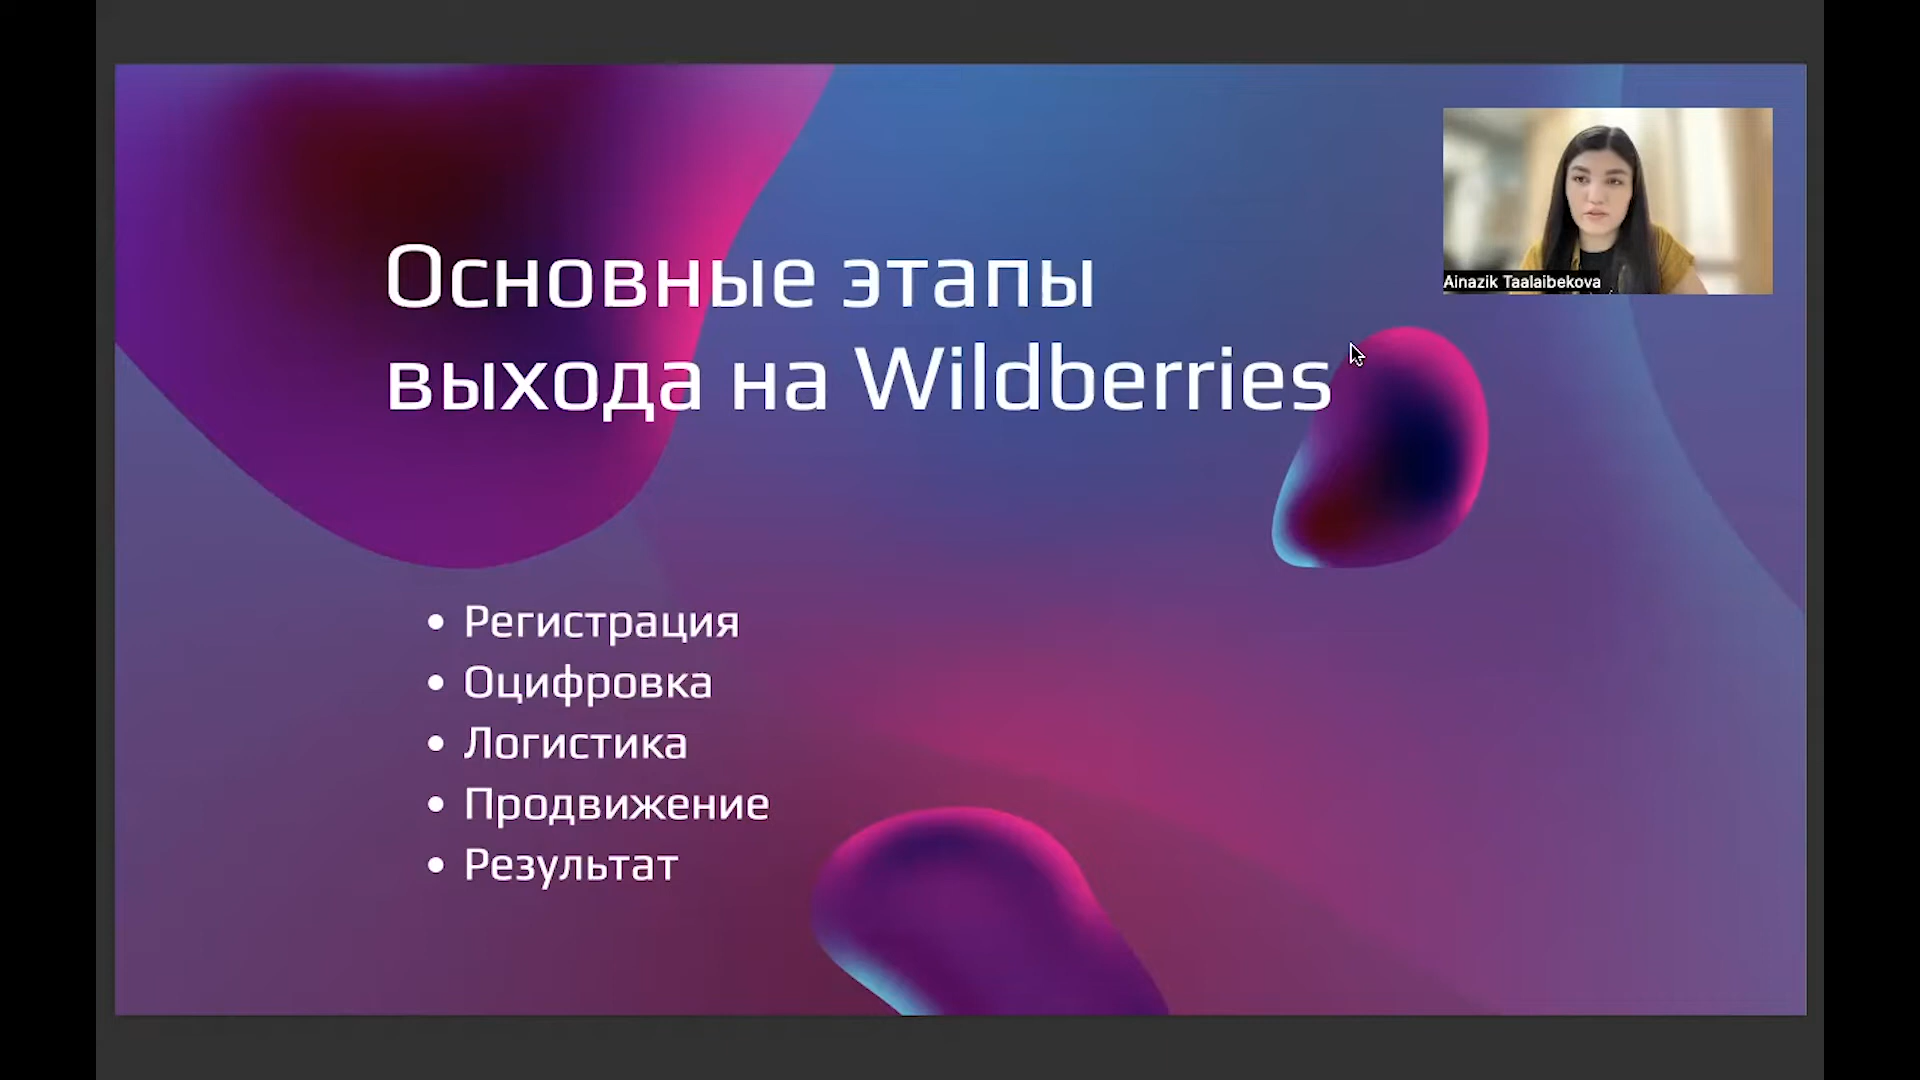 Основные этапы
выхода на Wildberries
Ainazik Taalaibekova
• Регистрация
• Оцифровка
• Логистика
• Продвижение
• Результат